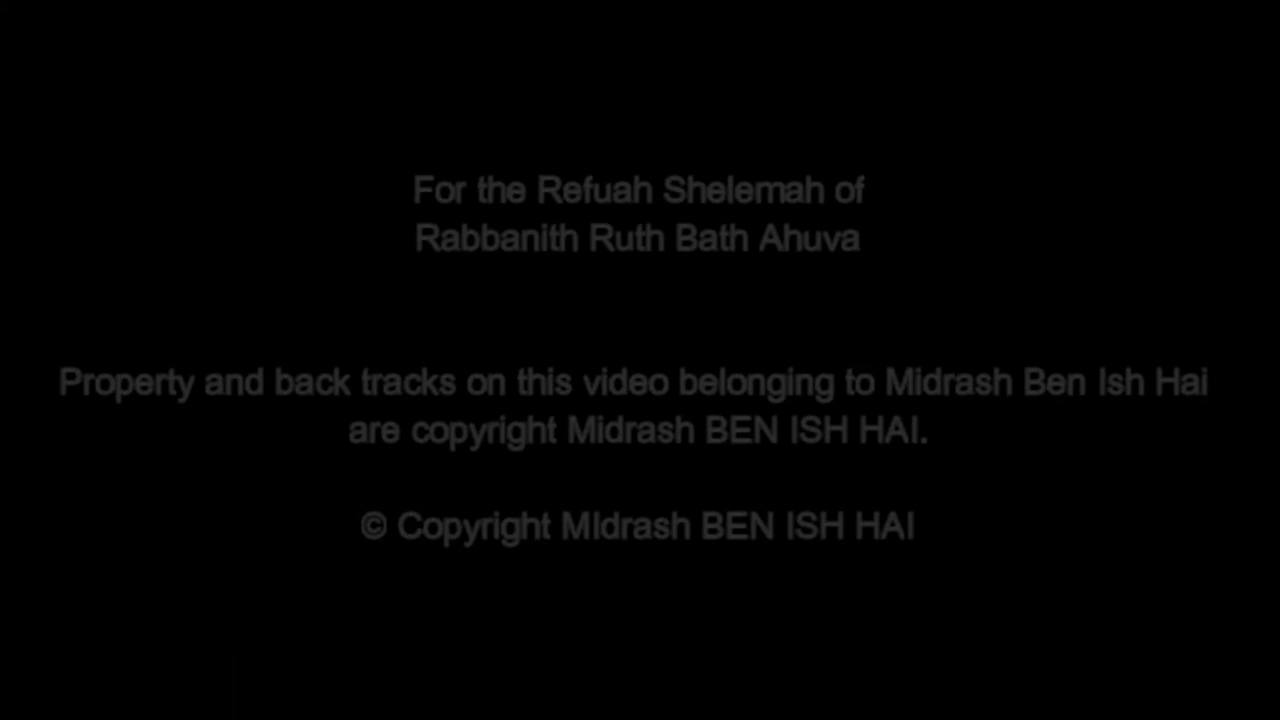 For the Refuah Shelemah of
Rabbanith Ruth Bath Ahuva
Property and back tracks on this video belonging to Midrash Ben Ish Hai
are copyright Midrash BEN ISH HAI.
© Copyright MIdrash BEN ISH HAI